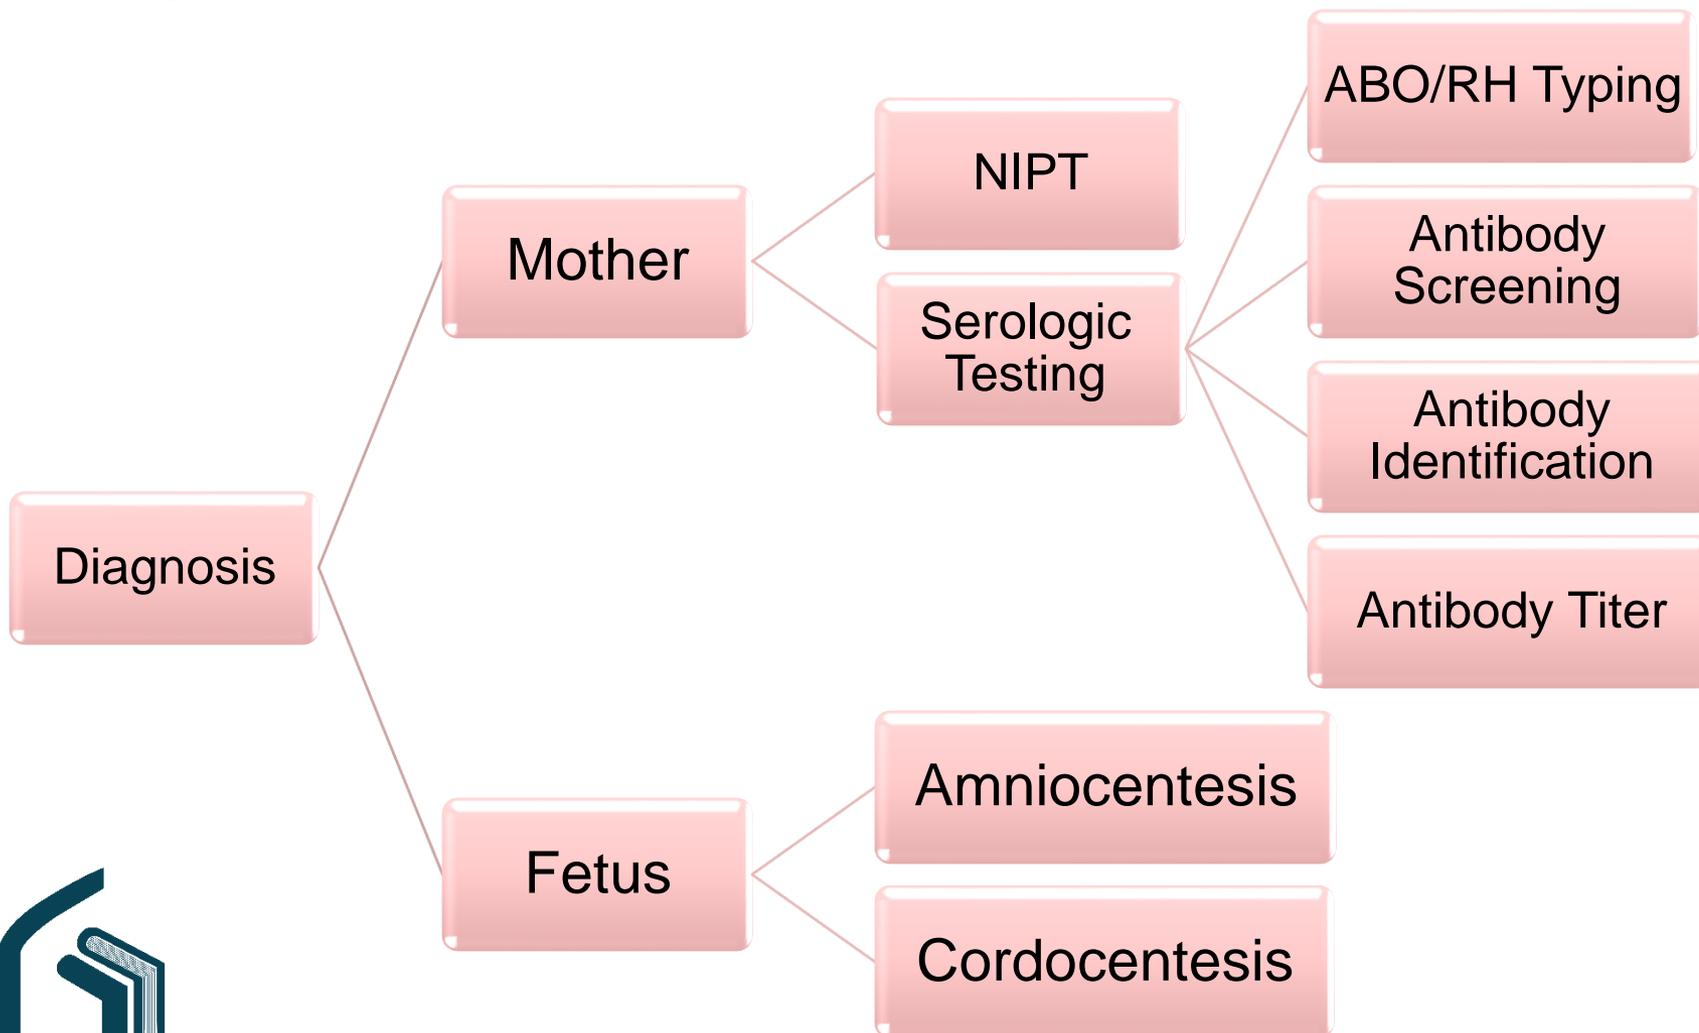 Diagnosis
Mother
NIPT
Serologic
Testing
ABO/RH Typing
Antibody
Screening
Antibody
Identification
Antibody Titer
Fetus
Amniocentesis
Cordocentesis